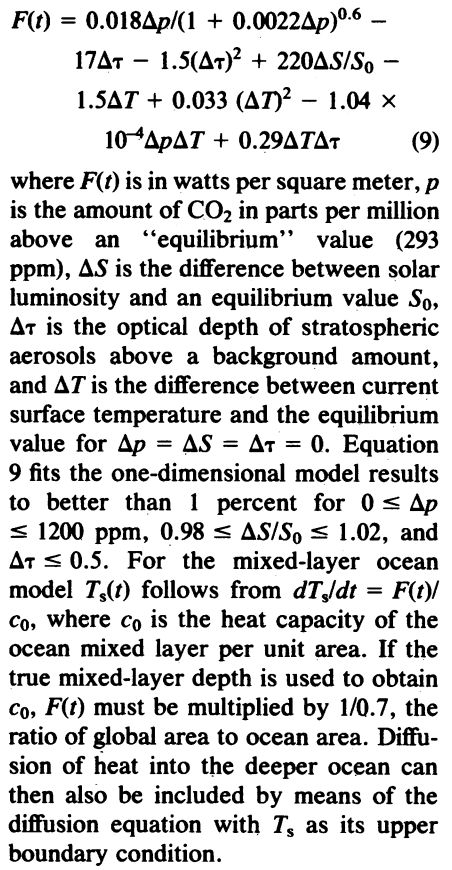 F(t) = 0.018Δp/(1 + 0.0022Δp)^0.6 −
17Δτ − 1.5(Δτ)² + 220ΔS/S₀ −
1.5ΔT + 0.033 (ΔT)² − 1.04 ×
10⁻⁴ΔpΔT + 0.29ΔTΔτ (9)
where F(t) is in watts per square meter, p
is the amount of CO₂ in parts per million
above an “equilibrium” value (293
ppm), ΔS is the difference between solar
luminosity and an equilibrium value S₀,
Δτ is the optical depth of stratospheric
aerosols above a background amount,
and ΔT is the difference between current
surface temperature and the equilibrium
value for Δp = ΔS = Δτ = 0. Equation
9 fits the one-dimensional model results
to better than 1 percent for 0 ≤ Δp
≤ 1200 ppm, 0.98 ≤ ΔS/S₀ ≤ 1.02, and
Δτ ≤ 0.5. For the mixed-layer ocean
model Tₛ(t) follows from dTₛ/dt = F(t)/
c₀, where c₀ is the heat capacity of the
ocean mixed layer per unit area. If the
true mixed-layer depth is used to obtain
c₀, F(t) must be multiplied by 1/0.7, the
ratio of global area to ocean area. Diffu-
sion of heat into the deeper ocean can
then also be included by means of the
diffusion equation with Tₛ as its upper
boundary condition.